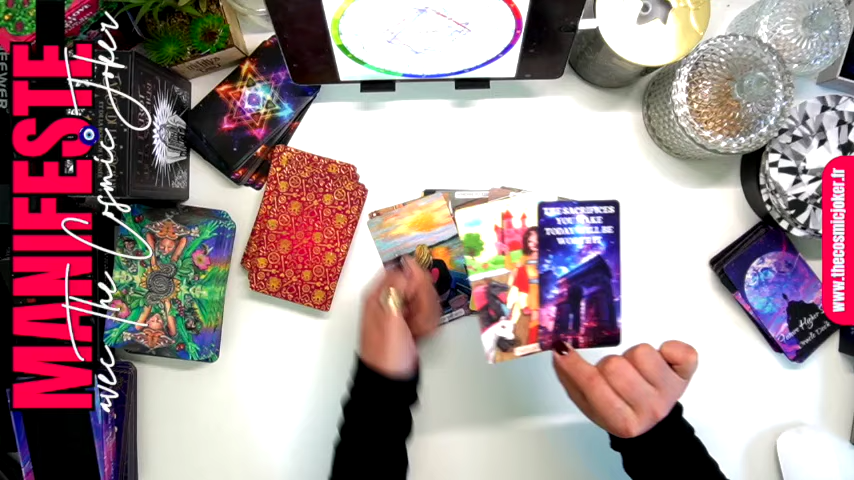 MANIFESTE
avec The Cosmic Joker
THE SACRIFICES
YOU MAKE
TODAY WILL BE
WORTH IT
www.thecosmicjoker.fr